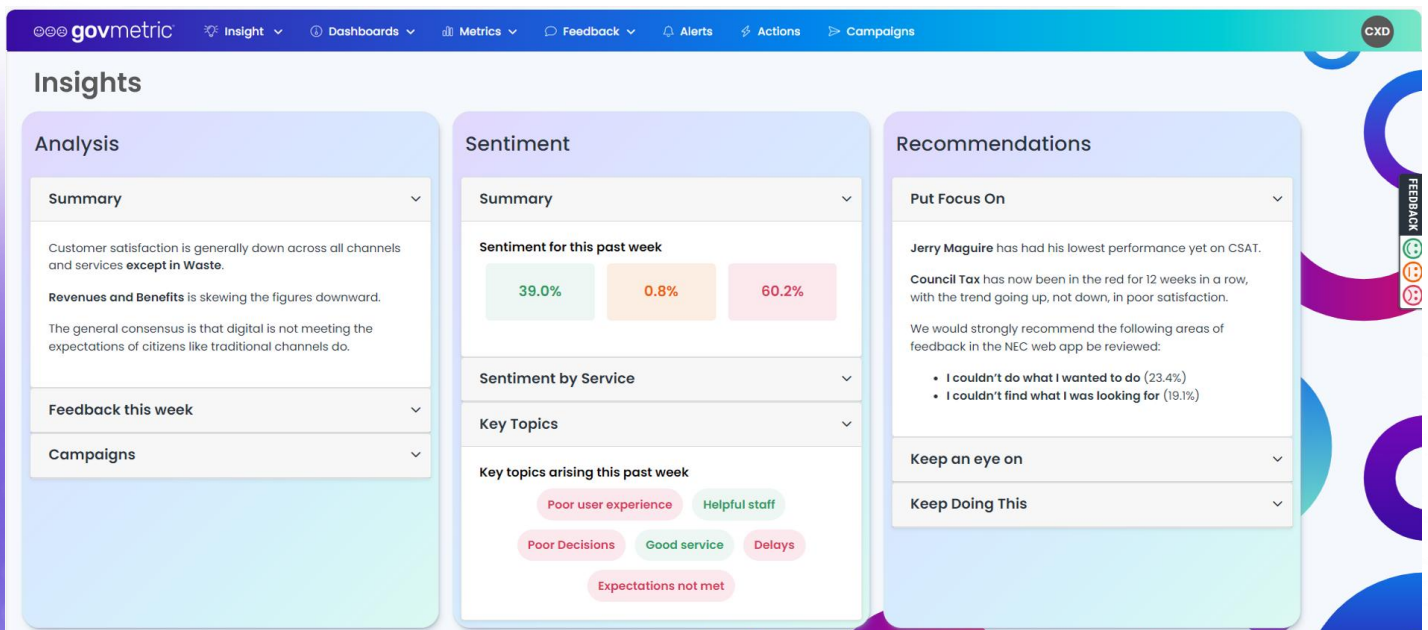 govmetric
Insight
Dashboards
Metrics
Feedback
Alerts
Actions
Campaigns
CXD
Insights
Analysis
Summary
Customer satisfaction is generally down across all channels
and services except in Waste.
Revenues and Benefits is skewing the figures downward.
The general consensus is that digital is not meeting the
expectations of citizens like traditional channels do.
Feedback this week
Campaigns
Sentiment
Summary
Sentiment for this past week
39.0%
0.8%
60.2%
Sentiment by Service
Key Topics
Key topics arising this past week
Poor user experience
Helpful staff
Poor Decisions
Good service
Delays
Expectations not met
Recommendations
Put Focus On
Jerry Maguire has had his lowest performance yet on CSAT.
Council Tax has now been in the red for 12 weeks in a row,
with the trend going up, not down, in poor satisfaction.
We would strongly recommend the following areas of
feedback in the NEC web app be reviewed:
• I couldn't do what I wanted to do (23.4%)
• I couldn't find what I was looking for (19.1%)
Keep an eye on
Keep Doing This
FEEDBACK